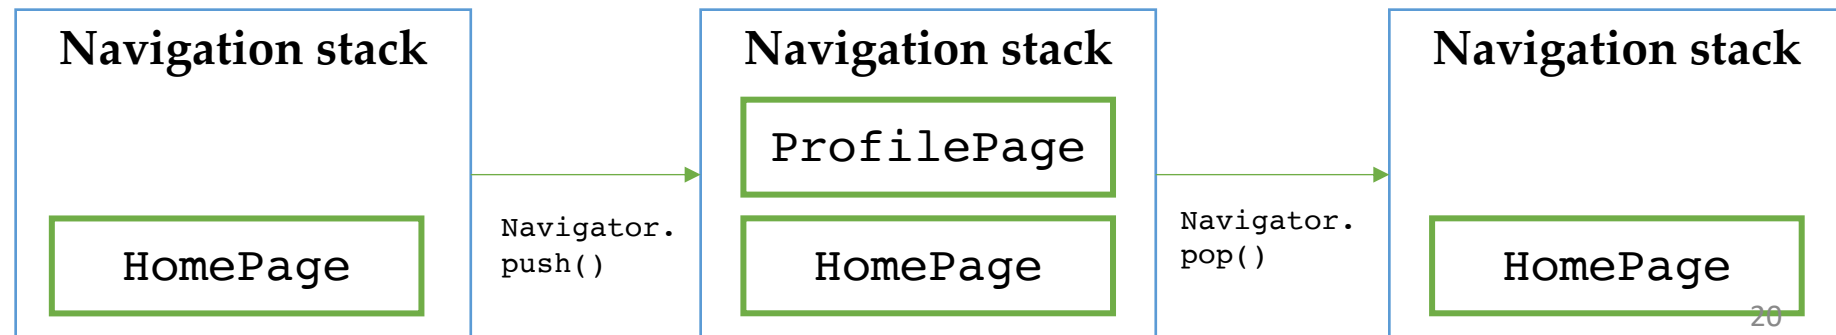 Navigation stack
HomePage
Navigator.
push()
Navigation stack
ProfilePage
HomePage
Navigator.
pop()
Navigation stack
HomePage
20